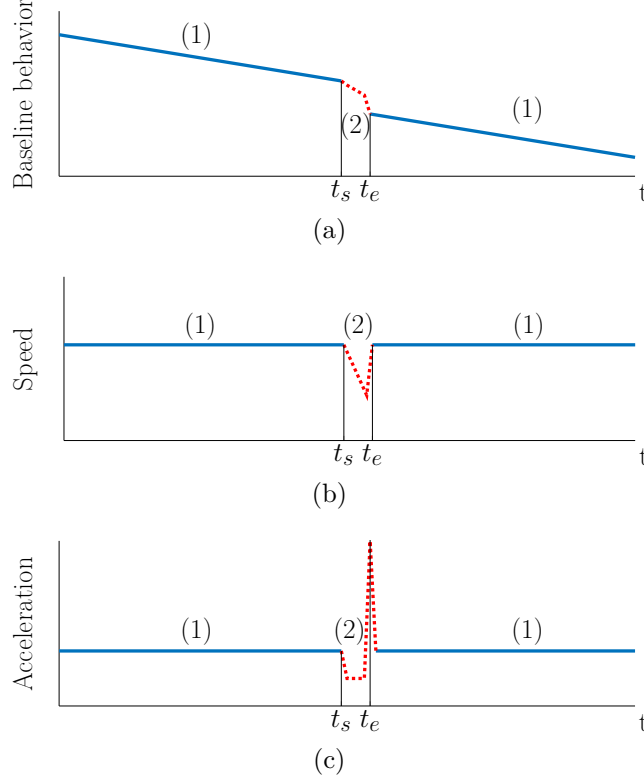 Baseline behavior
(1)
(2)
(1)
t_s t_e
t
(a)
Speed
(1)
(2)
(1)
t_s t_e
t
(b)
Acceleration
(1)
(2)
(1)
t_s t_e
t
(c)